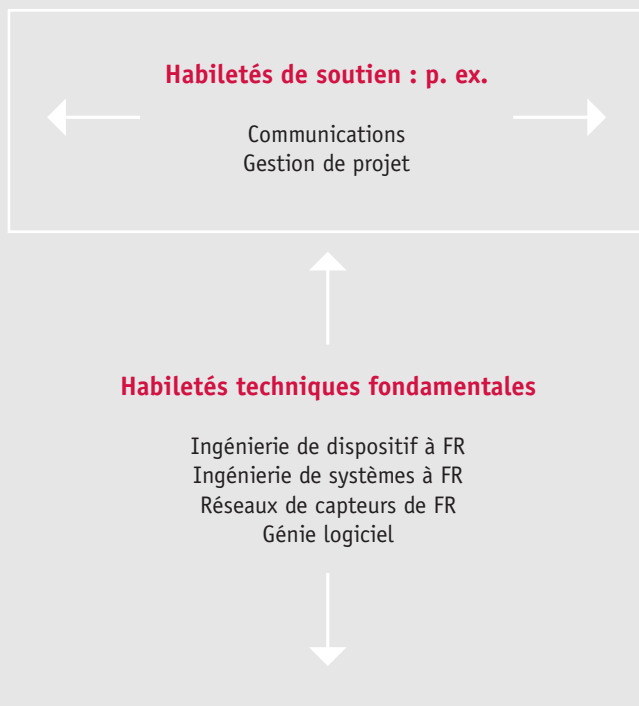 Habiletés de soutien : p. ex.
Communications
Gestion de projet
Habiletés techniques fondamentales
Ingénierie de dispositif à FR
Ingénierie de systèmes à FR
Réseaux de capteurs de FR
Génie logiciel